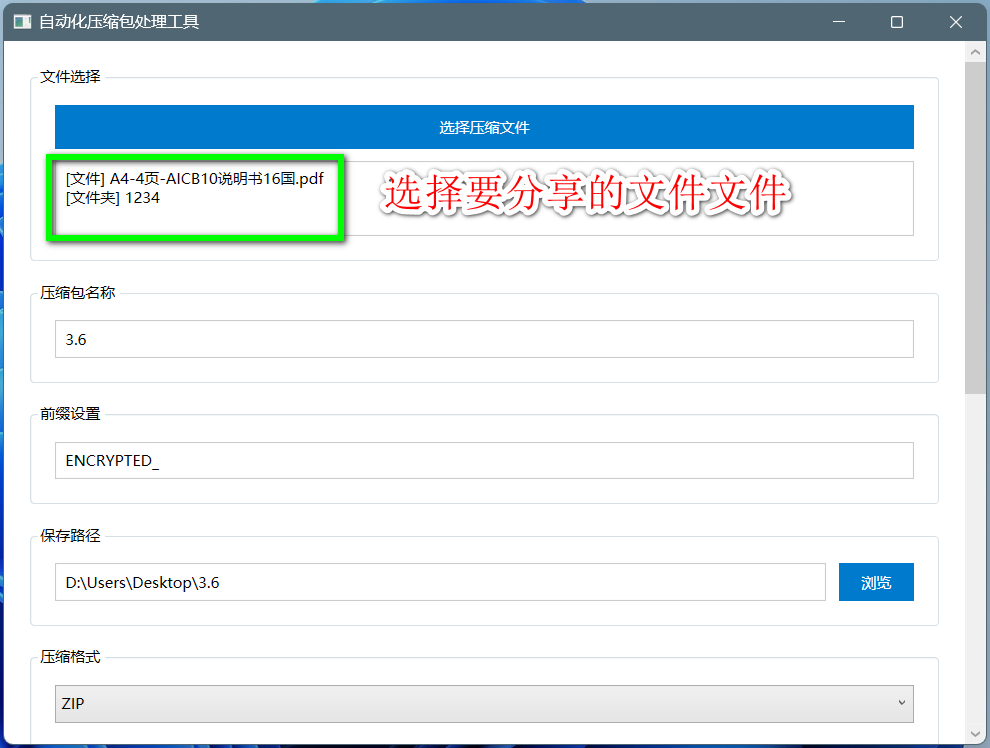 自动化压缩包处理工具
文件选择
选择压缩文件
[文件] A4-4页-AICB10说明书16国.pdf
[文件夹] 1234
选择要分享的文件文件
压缩包名称
3.6
前缀设置
ENCRYPTED_
保存路径
D:\Users\Desktop\3.6
浏览
压缩格式
ZIP